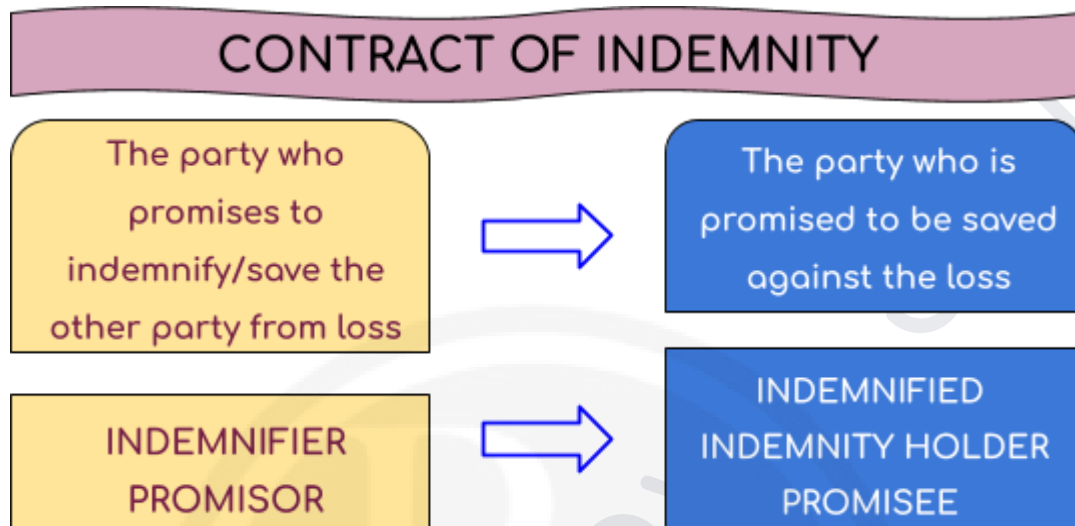 CONTRACT OF INDEMNITY
The party who
promises to
indemnify/save the
other party from loss
The party who is
promised to be saved
against the loss
INDEMNIFIER
PROMISOR
INDEMNIFIED
INDEMNITY HOLDER
PROMISEE